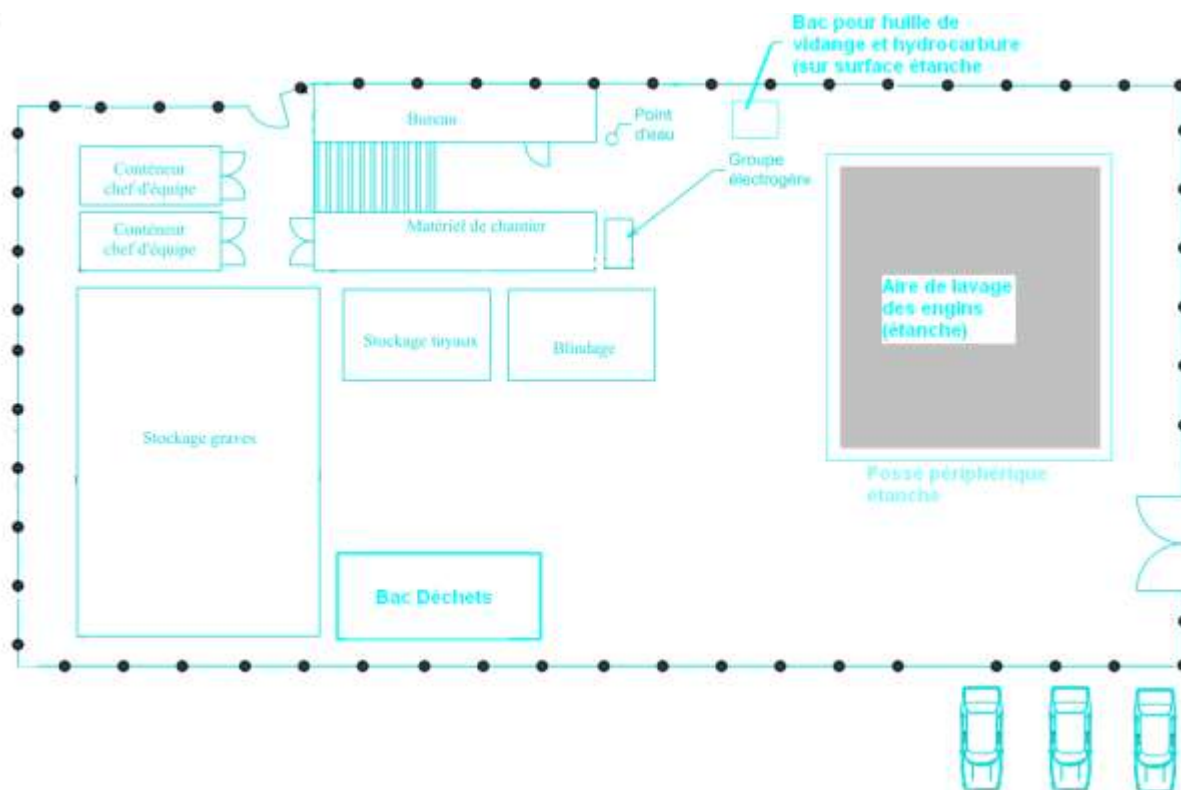 Bac pour huile de
vidange et hydrocarbure
(sur surface étanche
Bureau
Point
d'eau
Groupe
électrogère
Conteneur
chef d'équipe
Conteneur
chef d'équipe
Matériel de chantier
Aire de lavage
des engins
(étanche)
Stockage tuyaux
Blindage
Stockage graves
Fossé périphérique
étanche
Bac Déchets